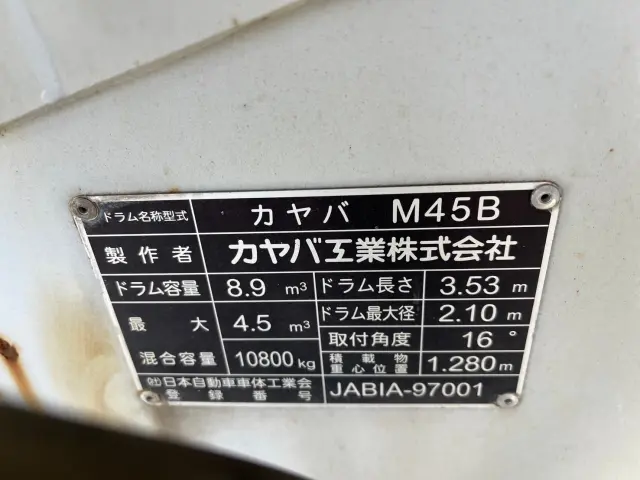 ドラム名称型式 カヤバ M45B
製作者 カヤバ工業株式会社
ドラム容量 8.9 m³ ドラム長さ 3.53 m
最大 4.5 m³ ドラム最大径 2.10 m
混合容量 10800kg 取付角度 16°
積載物重心位置 1.280m
(社)日本自動車車体工業会
登録番号 JABIA-97001